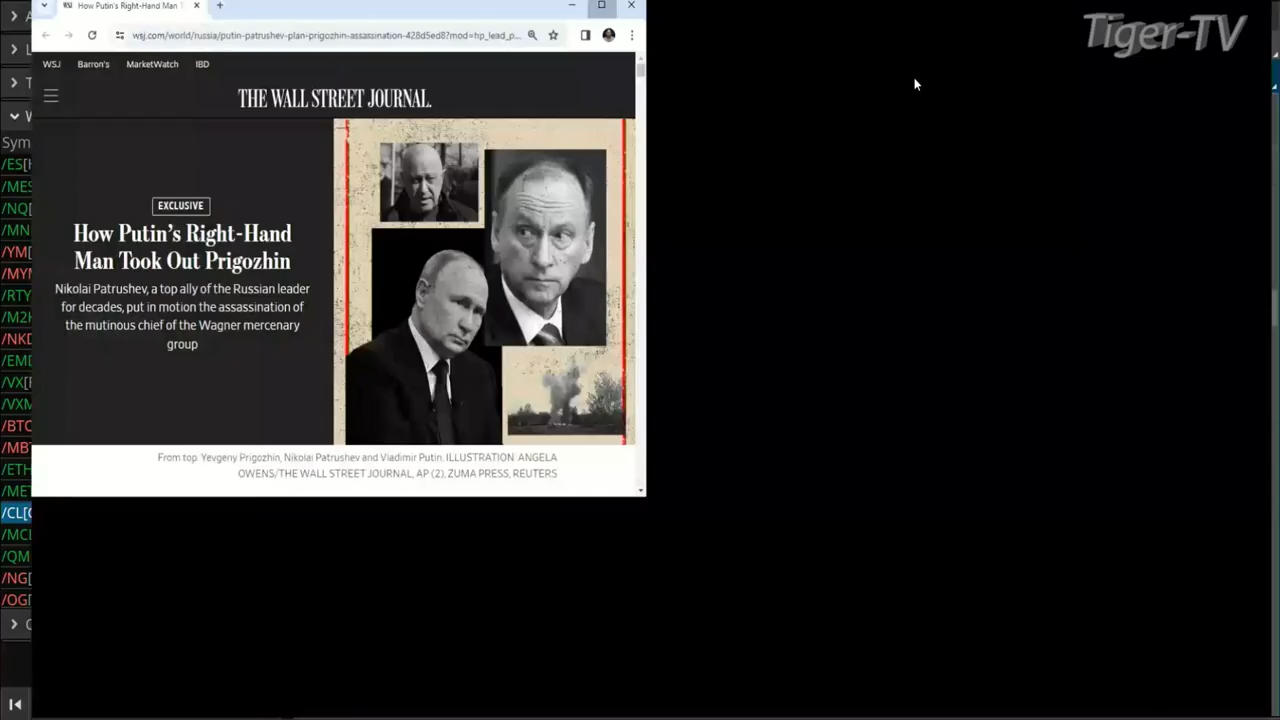 How Putin's Right-Hand Man
wsj.com/world/russia/putin-patrushev-plan-prigozhin-assassination-428d5ed8?mod=hp_lead_p...
Tiger-TV
WSJ Barron's MarketWatch IBD
THE WALL STREET JOURNAL.
EXCLUSIVE
How Putin's Right-Hand
Man Took Out Prigozhin
Nikolai Patrushev, a top ally of the Russian leader
for decades, put in motion the assassination of
the mutinous chief of the Wagner mercenary
group
From top. Yevgeny Prigozhin, Nikolai Patrushev and Vladimir Putin. ILLUSTRATION: ANGELA
OWENS/THE WALL STREET JOURNAL, AP (2), ZUMA PRESS, REUTERS
Sym
/ES[
/MES
/NQ[
/MN
/YM[
/MYM
/RTY
/M2K
/NKD
/EMD
/VX[
/VXM
/BTC
/MBT
/ETH
/MET
/CL[
/MCL
/QM
/NG[
/OG[